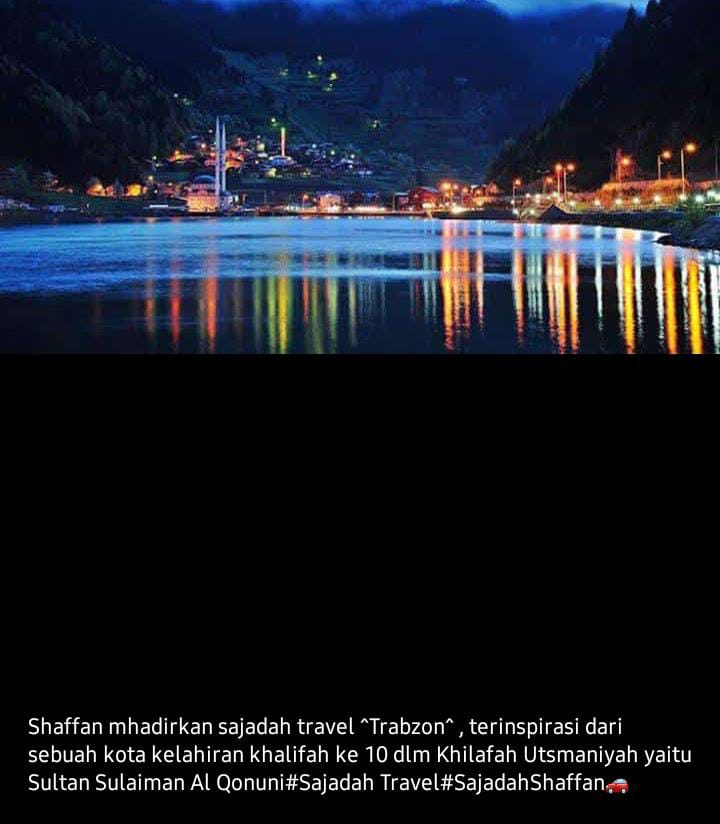 Shaffan mhadirkan sajadah travel ^Trabzon^ , terinspirasi dari
sebuah kota kelahiran khalifah ke 10 dlm Khilafah Utsmaniyah yaitu
Sultan Sulaiman Al Qonuni#Sajadah Travel#SajadahShaffan🚗